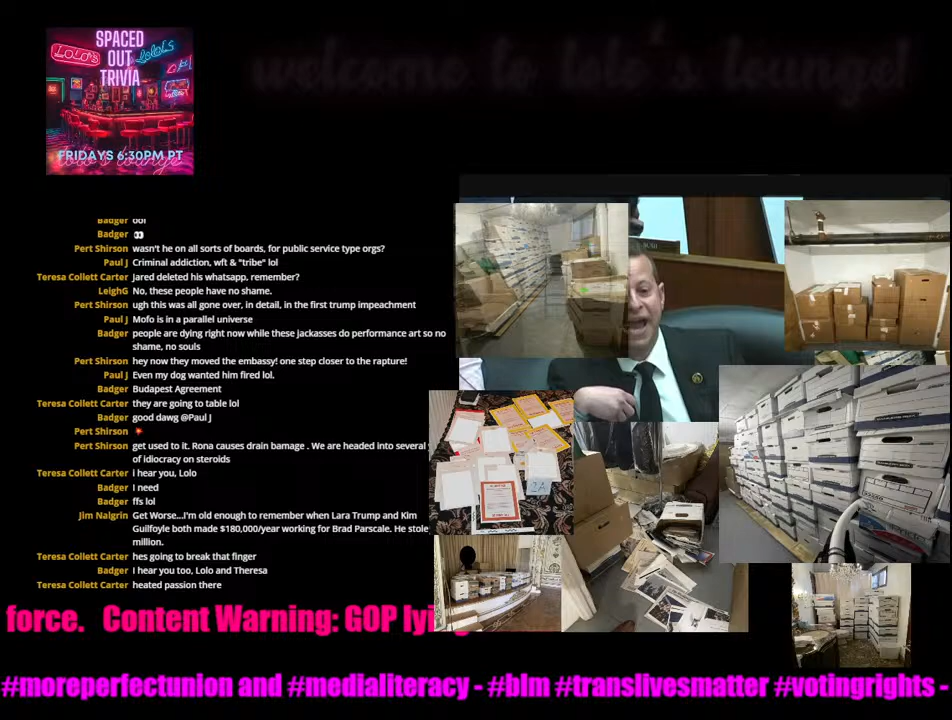 SPACED
OUT
TRIVIA
LOLO'S
FRIDAYS 6:30PM PT
lolo's lounge
welcome to lolo's lounge!
Badger oof
Badger 👀
Pert Shirson wasn't he on all sorts of boards, for public service type orgs?
Paul J Criminal addiction, wft & "tribe" lol
Teresa Collett Carter Jared deleted his whatsapp, remember?
LeighG No, these people have no shame.
Pert Shirson ugh this was all gone over, in detail, in the first trump impeachment
Paul J Mofo is in a parallel universe
Badger people are dying right now while these jackasses do performance art so no
shame, no souls
Pert Shirson hey now they moved the embassy! one step closer to the rapture!
Paul J Even my dog wanted him fired lol.
Badger Budapest Agreement
Teresa Collett Carter they are going to table lol
Badger good dawg @Paul J
Pert Shirson 💥
Pert Shirson get used to it. Rona causes drain bamage . We are headed into several
of idiocracy on steroids
Teresa Collett Carter i hear you, Lolo
Badger I need
Badger ffs lol
Jim Nalgrin Get Worse...I'm old enough to remember when Lara Trump and Kim
Guilfoyle both made $180,000/year working for Brad Parscale. He stole
million.
Teresa Collett Carter hes going to break that finger
Badger I hear you too, Lolo and Theresa
Teresa Collett Carter heated passion there
2A
force. Content Warning: GOP lying
#moreperfectunion and #medialiteracy - #blm #translivesmatter #votingrights -